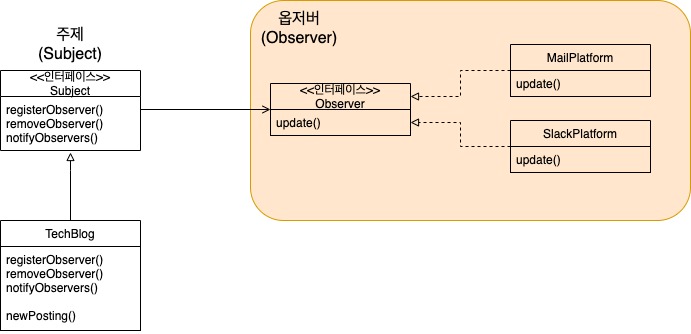 주제
(Subject)
<<인터페이스>>
Subject
registerObserver()
removeObserver()
notifyObservers()
TechBlog
registerObserver()
removeObserver()
notifyObservers()
newPosting()
옵저버
(Observer)
<<인터페이스>>
Observer
update()
MailPlatform
update()
SlackPlatform
update()